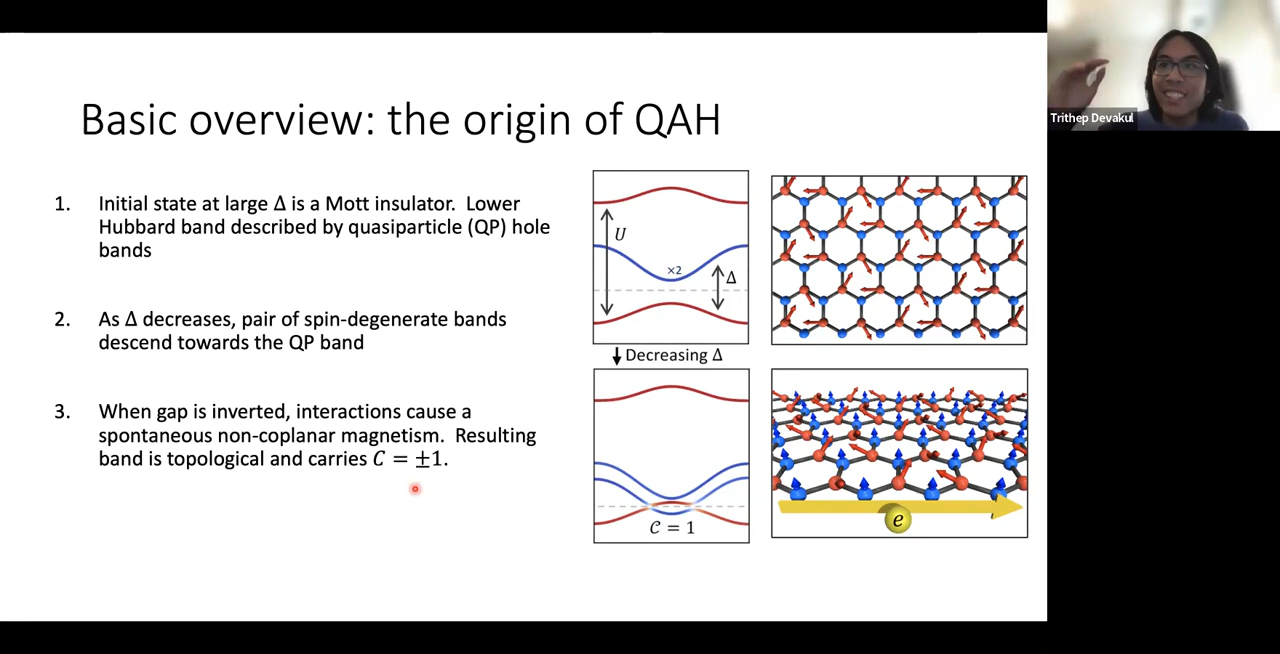 Basic overview: the origin of QAH
1. Initial state at large Δ is a Mott insulator. Lower
Hubbard band described by quasiparticle (QP) hole
bands
2. As Δ decreases, pair of spin-degenerate bands
descend towards the QP band
3. When gap is inverted, interactions cause a
spontaneous non-coplanar magnetism. Resulting
band is topological and carries C = ±1.
U
×2
Δ
↓ Decreasing Δ
𝒞 = 1
e
Trithep Devakul